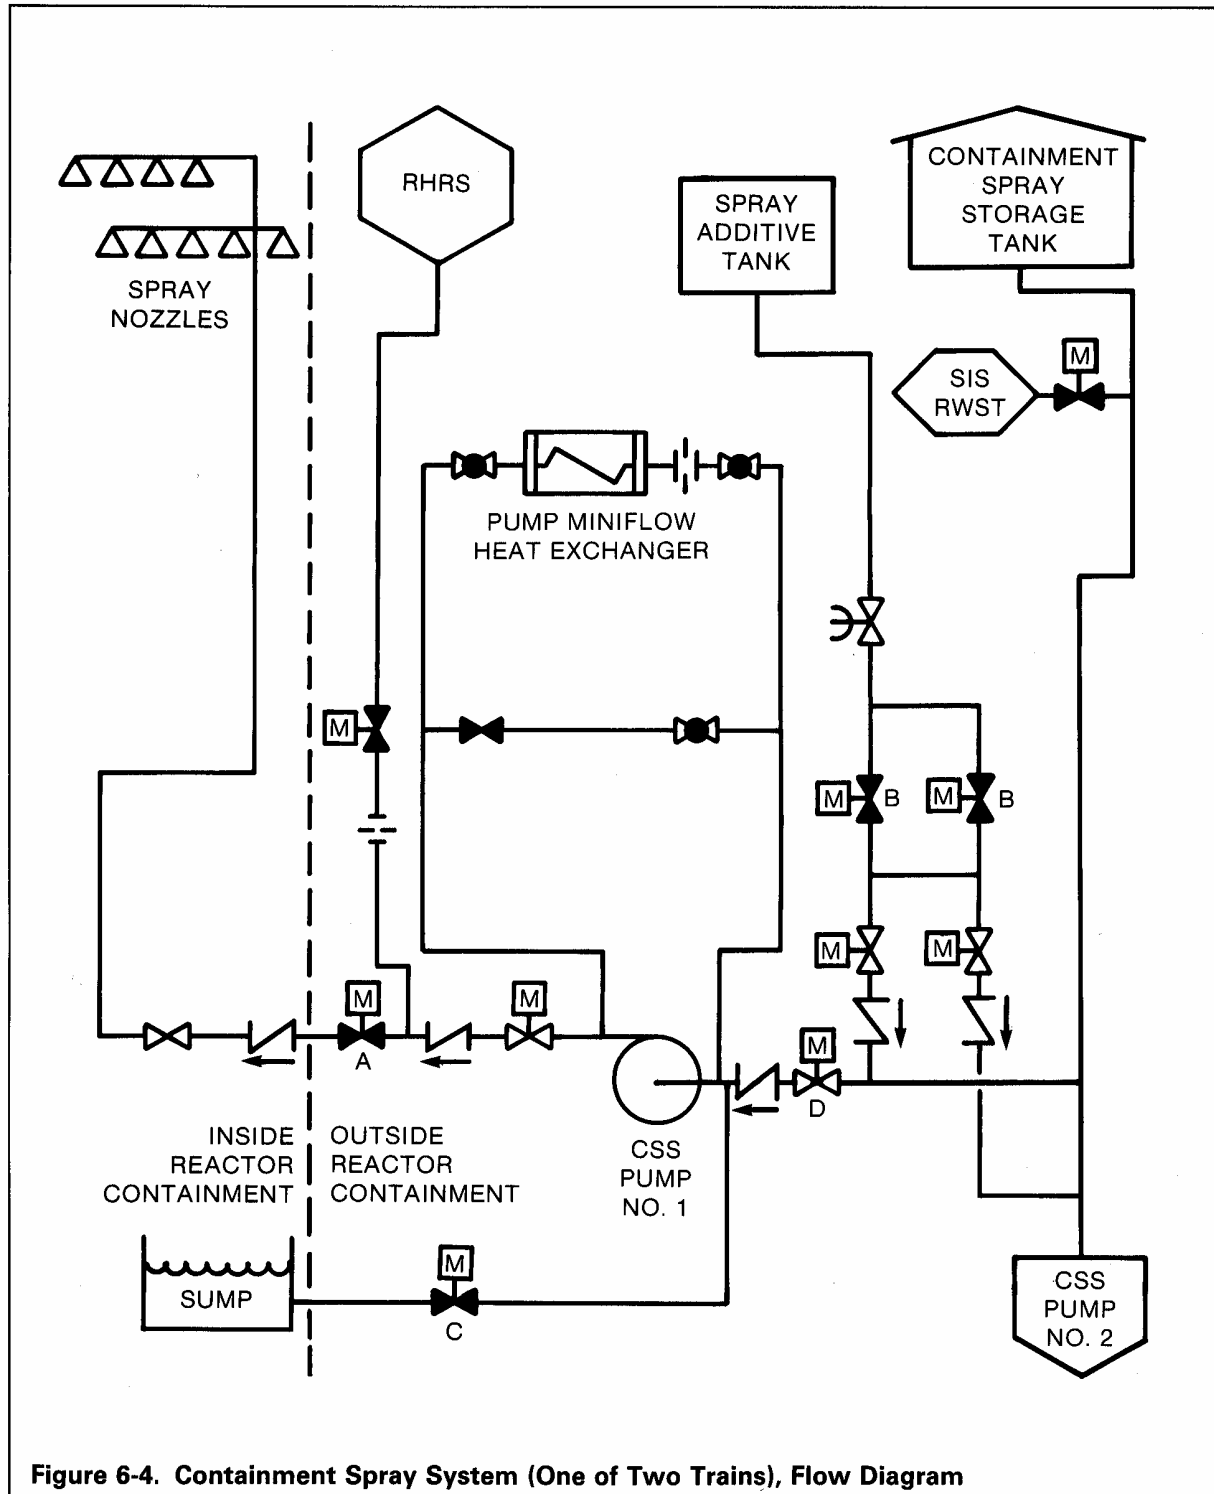 RHRS
SPRAY
ADDITIVE
TANK
CONTAINMENT
SPRAY
STORAGE
TANK
SPRAY
NOZZLES
M
SIS
RWST
PUMP MINIFLOW
HEAT EXCHANGER
M
M
B
M
B
M
M
M
A
M
M
D
INSIDE
REACTOR
CONTAINMENT
OUTSIDE
REACTOR
CONTAINMENT
CSS
PUMP
NO. 1
M
C
SUMP
CSS
PUMP
NO. 2
Figure 6-4. Containment Spray System (One of Two Trains), Flow Diagram